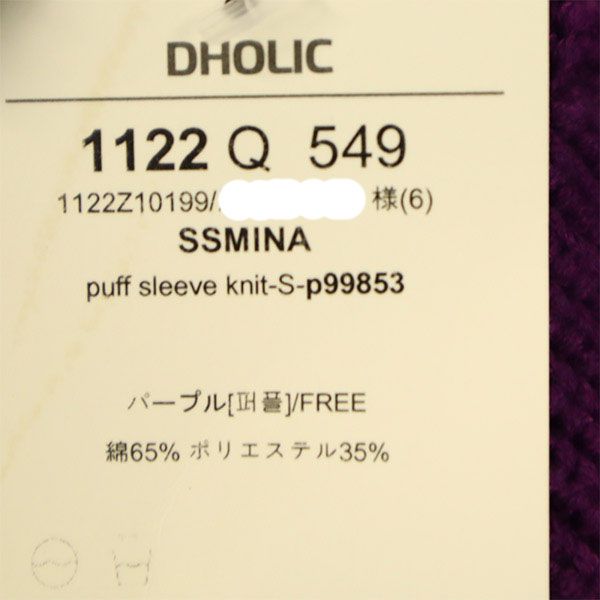 DHOLIC
1122 Q 549
1122Z10199/ 様(6)
SSMINA
puff sleeve knit-S-p99853
パープル[퍼플]/FREE
綿65% ポリエステル35%